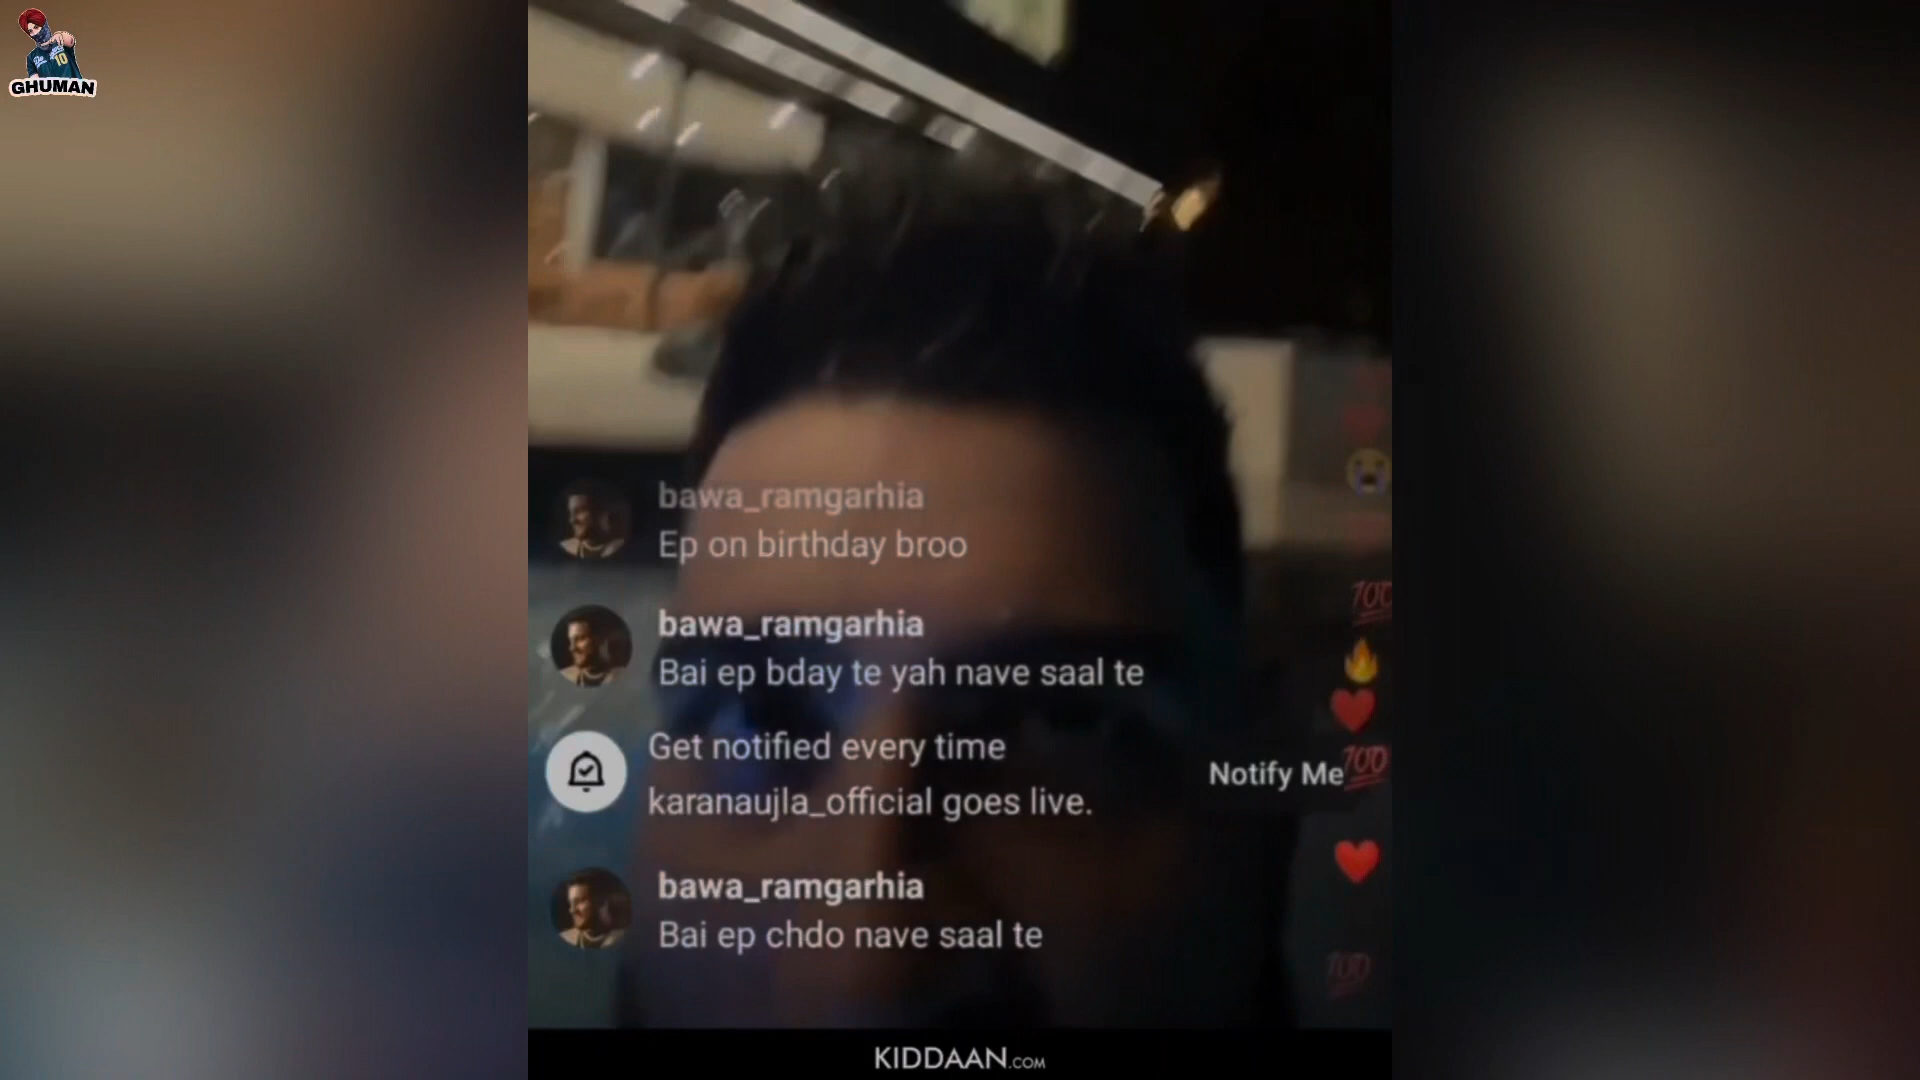 GHUMAN
10
bawa_ramgarhia
Ep on birthday broo
bawa_ramgarhia
Bai ep bday te yah nave saal te
Get notified every time
karanaujla_official goes live.
Notify Me
bawa_ramgarhia
Bai ep chdo nave saal te
KIDDAAN.COM